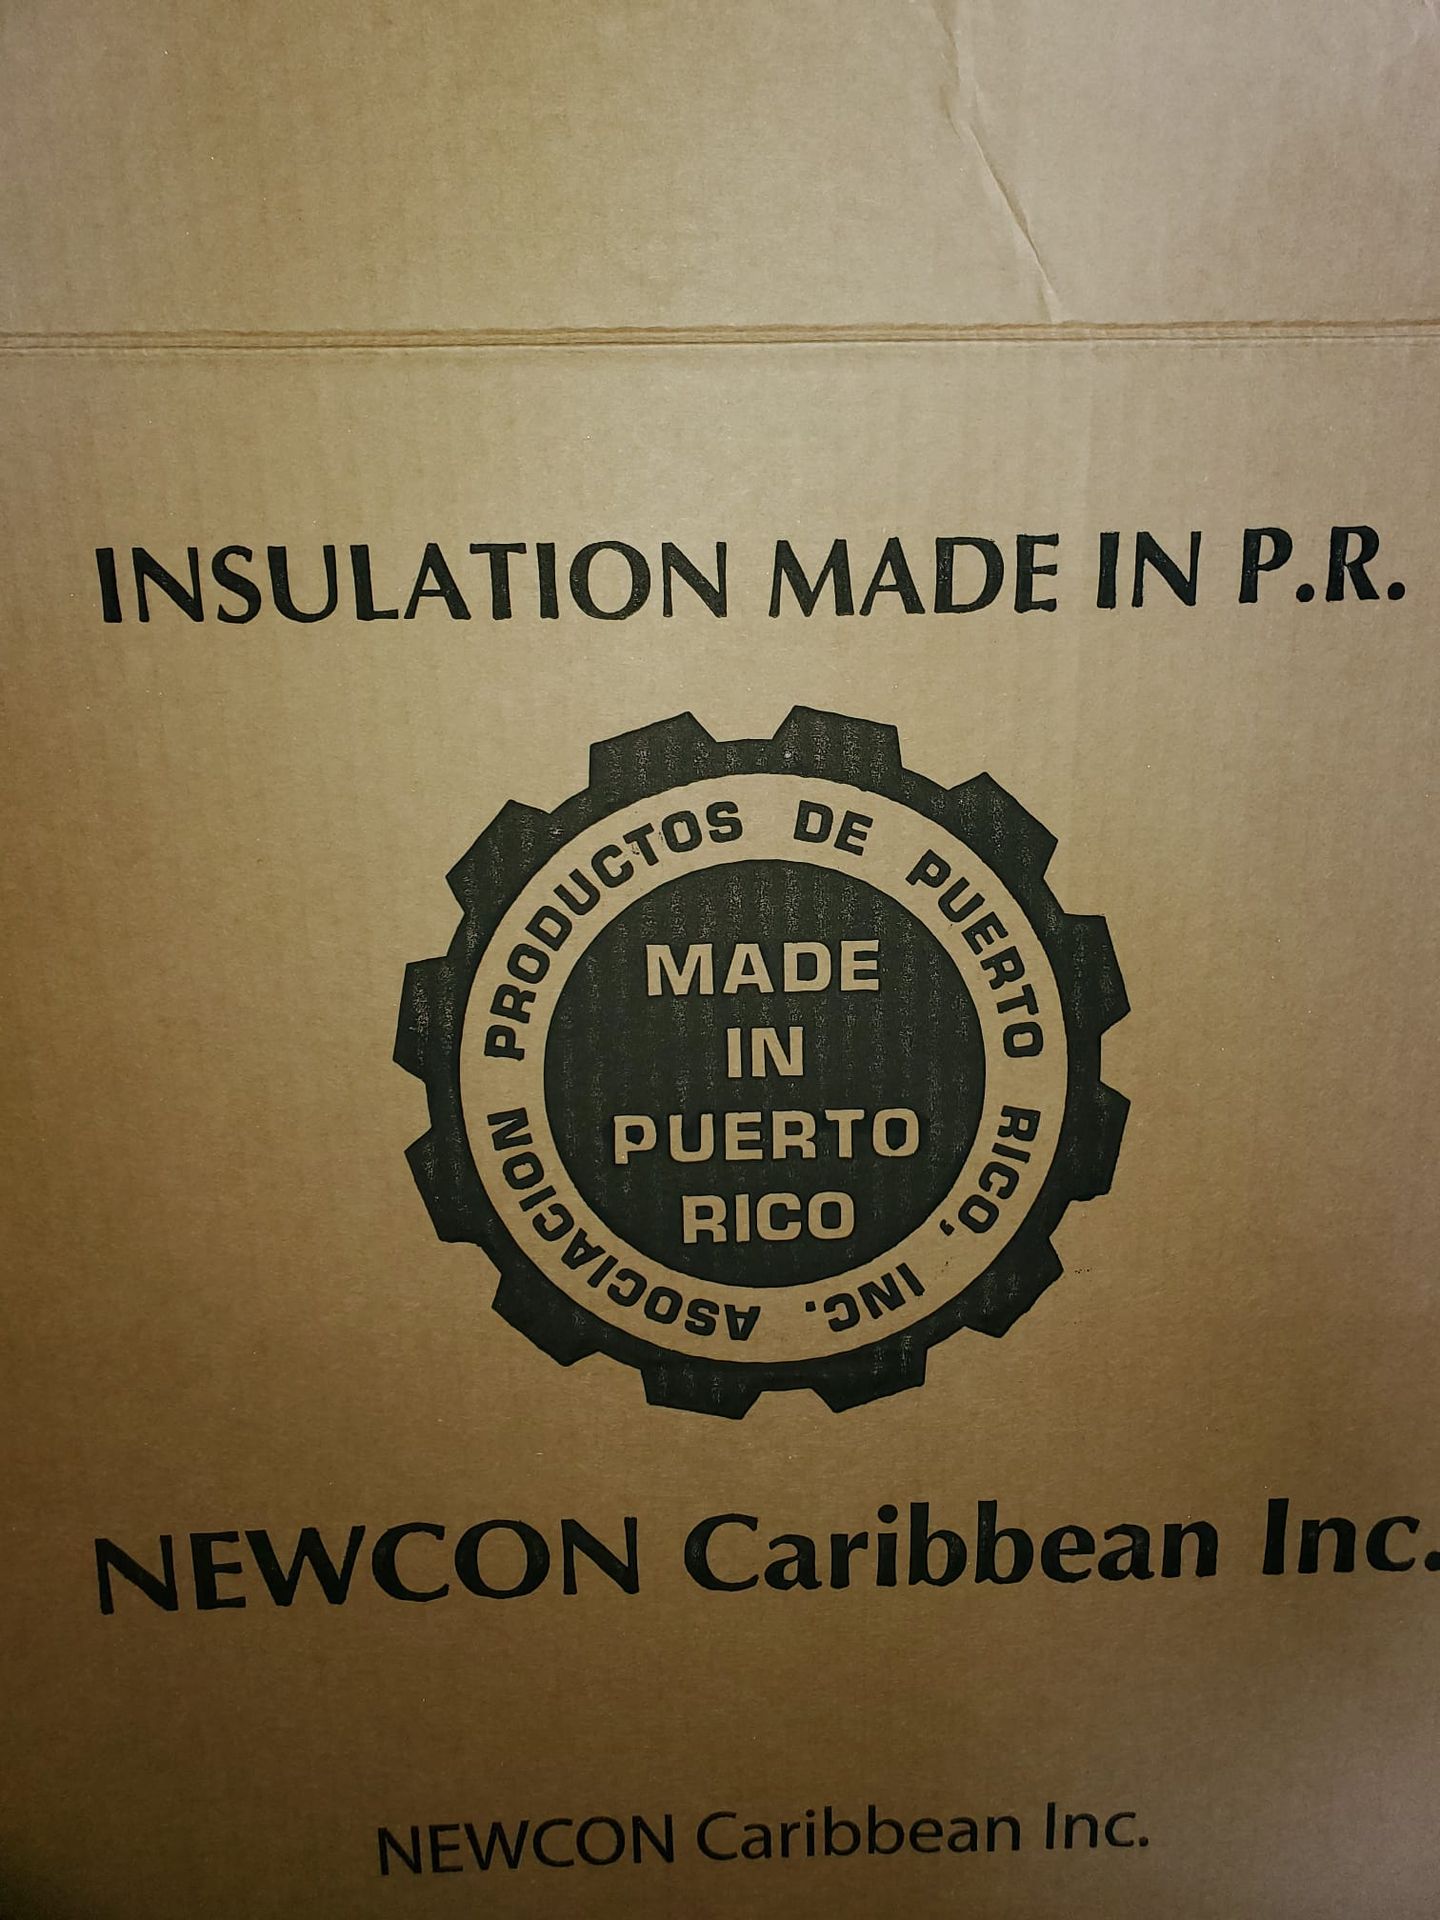 INSULATION MADE IN P.R.
ASOCIACION PRODUCTOS DE PUERTO RICO, INC.
MADE
IN
PUERTO
RICO
NEWCON Caribbean Inc.
NEWCON Caribbean Inc.